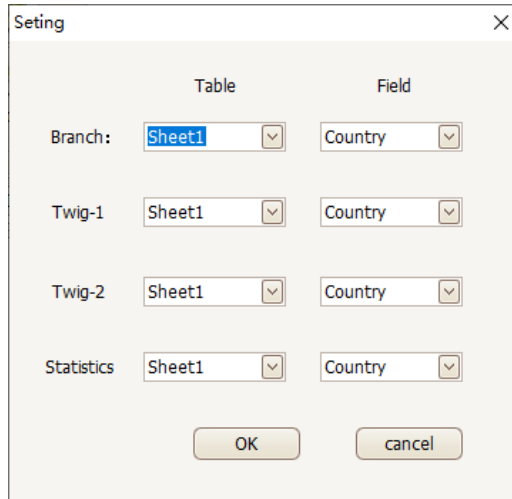 Seting
Table Field
Branch: Sheet1 Country
Twig-1 Sheet1 Country
Twig-2 Sheet1 Country
Statistics Sheet1 Country
OK cancel